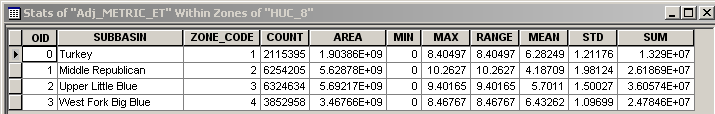 Stats of "Adj_METRIC_ET" Within Zones of "HUC_8"
OID SUBBASIN ZONE_CODE COUNT AREA MIN MAX RANGE MEAN STD SUM
0 Turkey 1 2115395 1.90386E+09 0 8.40497 8.40497 6.28249 1.21176 1.329E+07
1 Middle Republican 2 6254205 5.62878E+09 0 10.2627 10.2627 4.18709 1.98124 2.61869E+07
2 Upper Little Blue 3 6324634 5.69217E+09 0 9.40165 9.40165 5.7011 1.50027 3.60574E+07
3 West Fork Big Blue 4 3852958 3.46766E+09 0 8.46767 8.46767 6.43262 1.09699 2.47846E+07